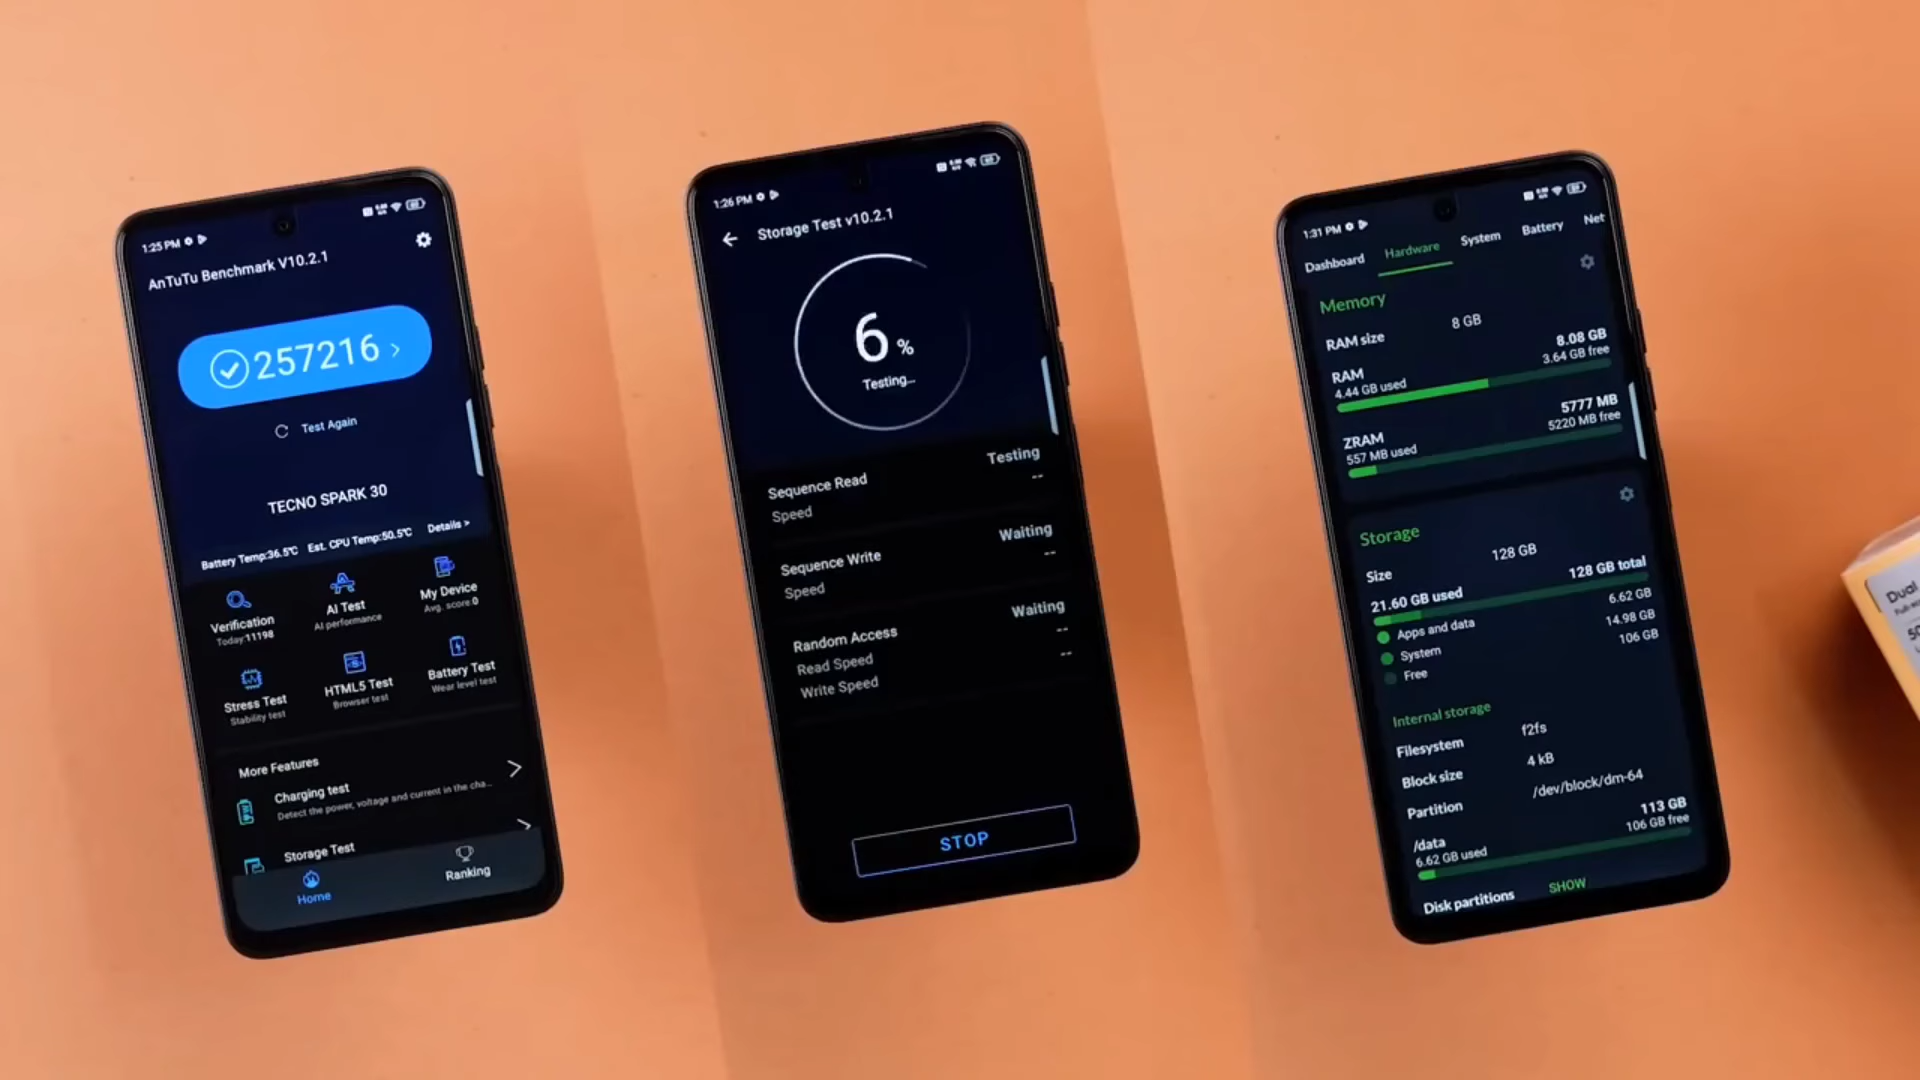 1:25 PM
AnTuTu Benchmark V10.2.1
257216
Test Again
TECNO SPARK 30
Battery Temp:36.5℃ Est. CPU Temp:50.5℃ Details >
Verification
Today:11198
AI Test
AI performance
My Device
Avg. score:0
Stress Test
Stability test
HTML5 Test
Browser test
Battery Test
Wear level test
More Features
Charging test
Detect the power, voltage and current in the cha...
Storage Test
Home
Ranking
1:26 PM
Storage Test v10.2.1
6 %
Testing...
Sequence Read Testing
Speed --
Sequence Write Waiting
Speed --
Random Access Waiting
Read Speed --
Write Speed --
STOP
1:31 PM
Dashboard Hardware System Battery Net
Memory
RAM size 8 GB
RAM 8.08 GB
4.44 GB used 3.64 GB free
ZRAM 5777 MB
557 MB used 5220 MB free
Storage
Size 128 GB
21.60 GB used 128 GB total
Apps and data 6.62 GB
System 14.98 GB
Free 106 GB
Internal storage
Filesystem f2fs
Block size 4 kB
Partition /dev/block/dm-64
/data 113 GB
6.62 GB used 106 GB free
Disk partitions SHOW
Dual